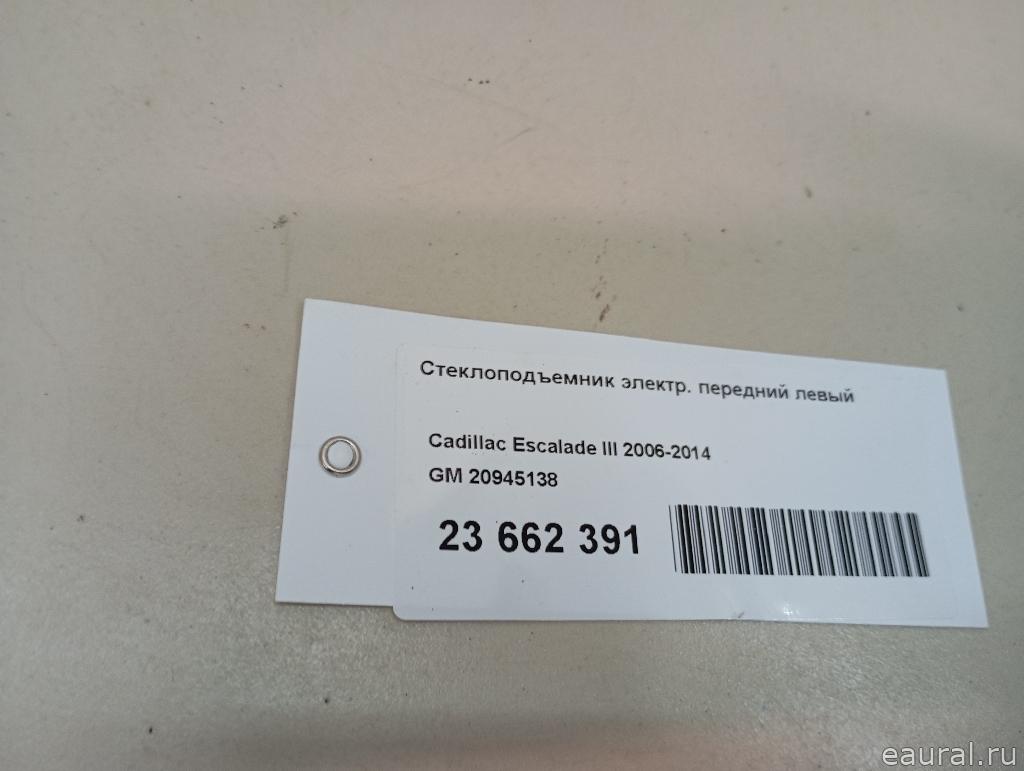 Стеклоподъемник электр. передний левый
Cadillac Escalade III 2006-2014
GM 20945138
23 662 391
eaural.ru